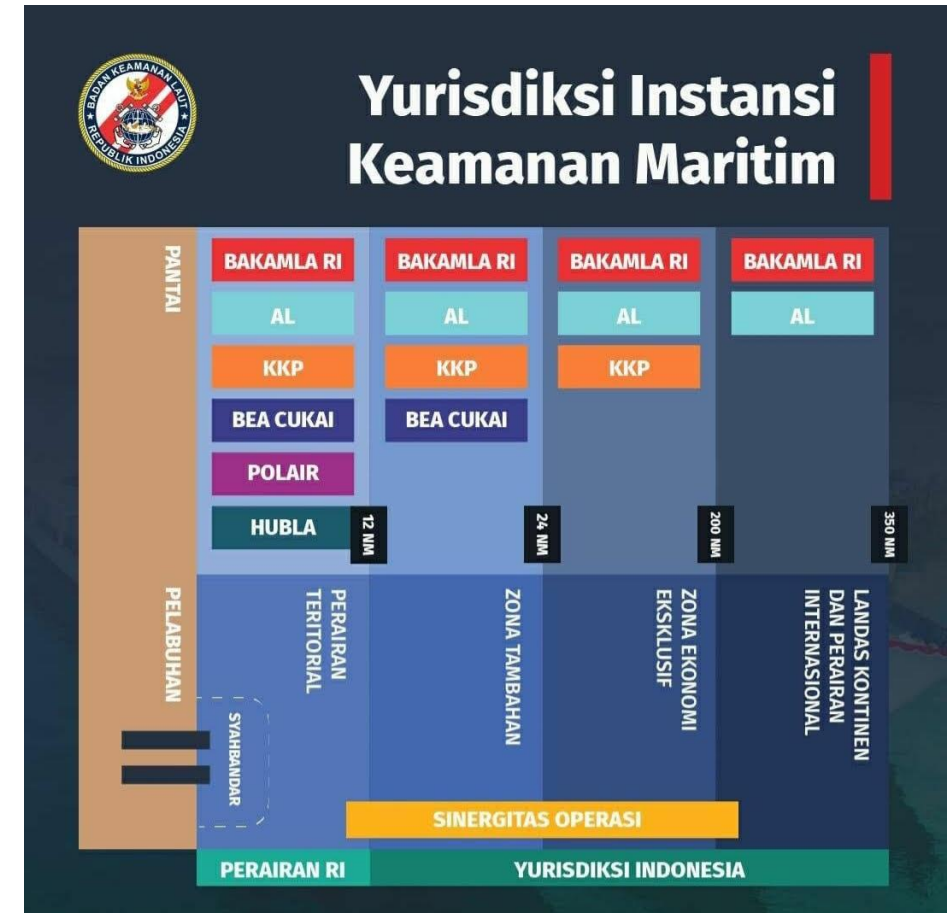 BADAN KEAMANAN LAUT
REPUBLIK INDONESIA
Yurisdiksi Instansi
Keamanan Maritim
PANTAI
BAKAMLA RI
AL
KKP
BEA CUKAI
POLAIR
HUBLA
12 NM
BAKAMLA RI
AL
KKP
BEA CUKAI
24 NM
BAKAMLA RI
AL
KKP
200 NM
BAKAMLA RI
AL
350 NM
PELABUHAN
SYAHBANDAR
PERAIRAN
TERITORIAL
ZONA TAMBAHAN
ZONA EKONOMI
EKSKLUSIF
LANDAS KONTINEN
DAN PERAIRAN
INTERNASIONAL
SINERGITAS OPERASI
PERAIRAN RI
YURISDIKSI INDONESIA